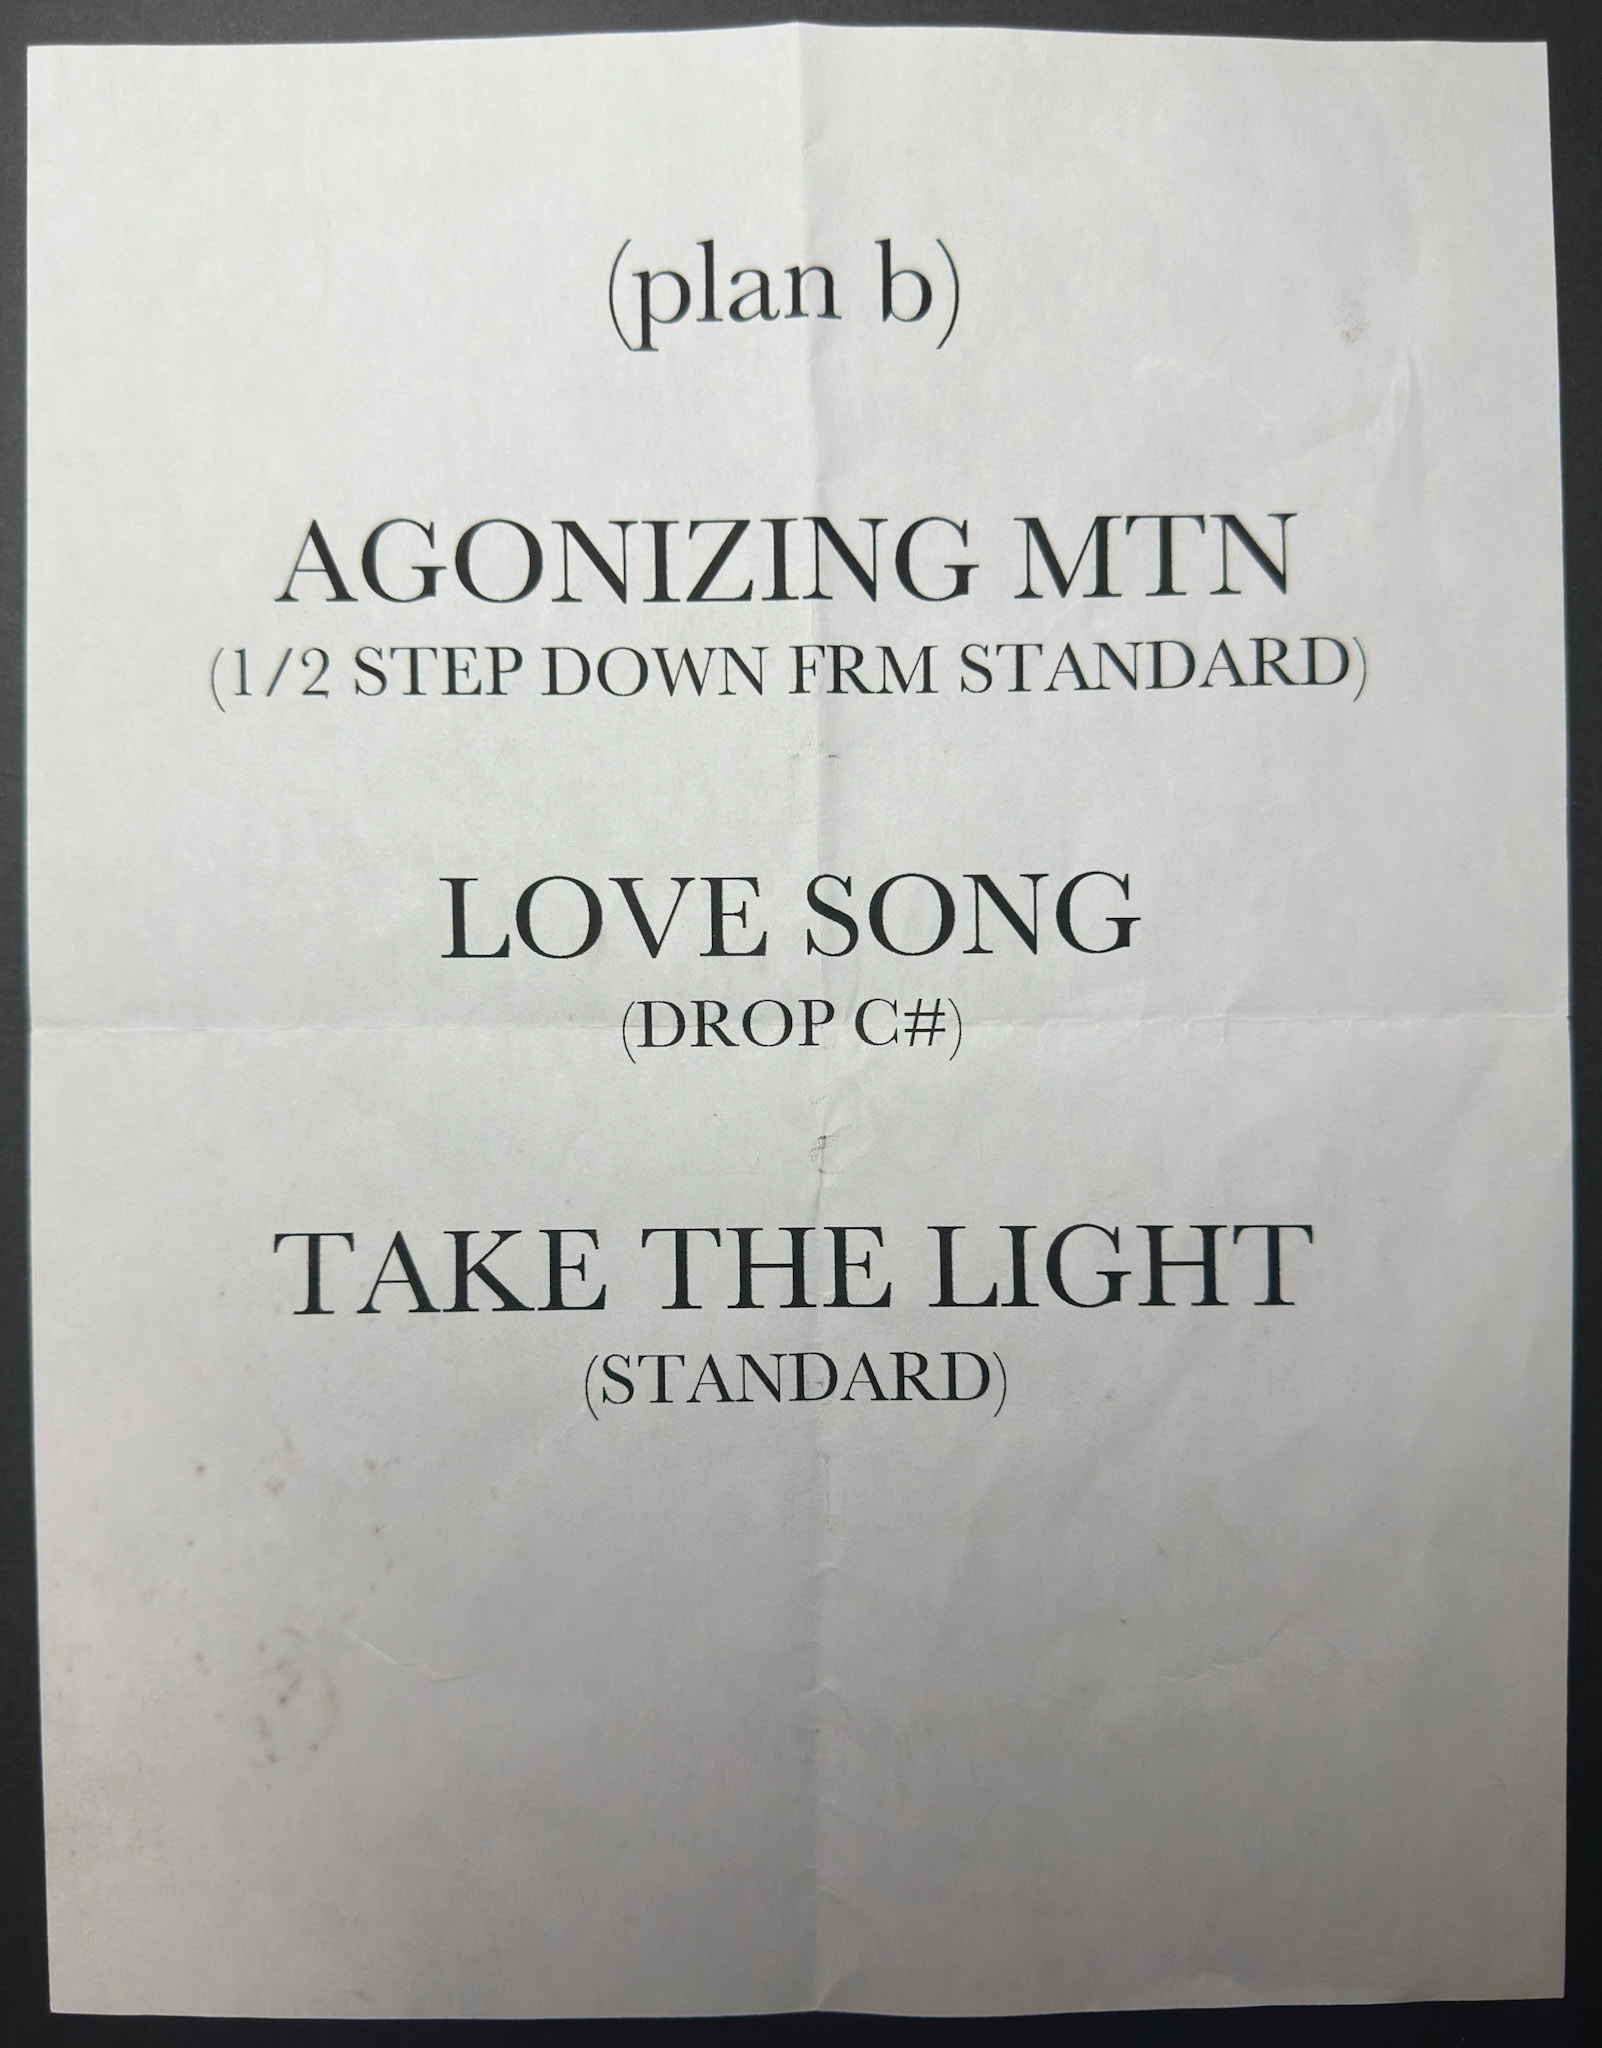 (plan b)
AGONIZING MTN
(1/2 STEP DOWN FRM STANDARD)
LOVE SONG
(DROP C#)
TAKE THE LIGHT
(STANDARD)